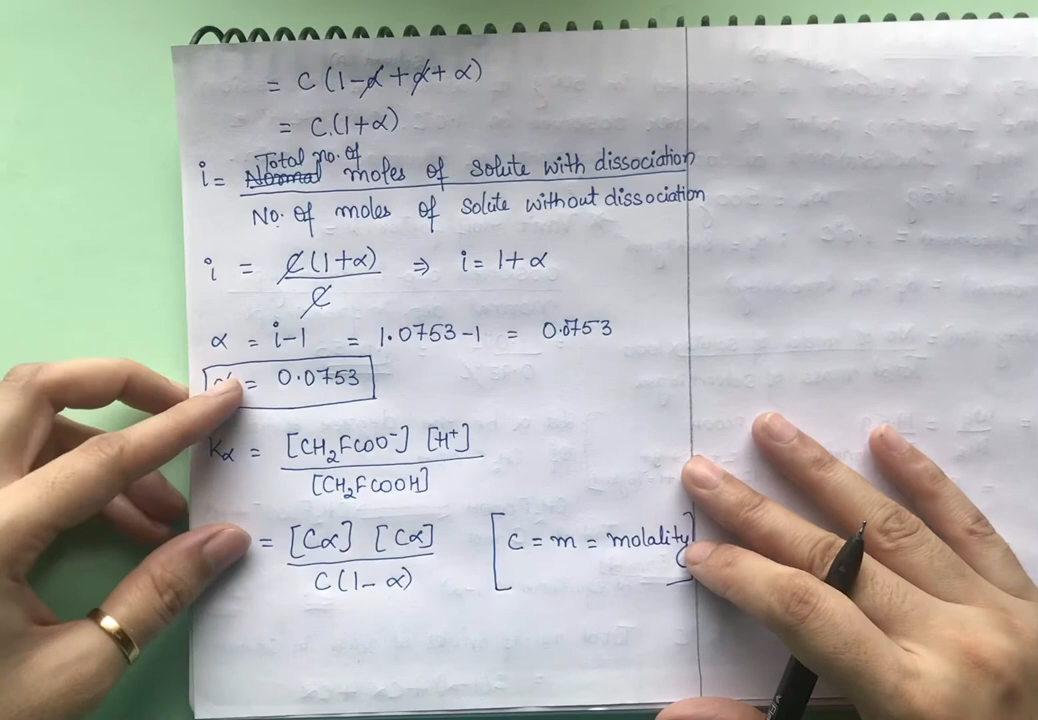 = C (1-α+α+α)
= C.(1+α)
i = Total no. of moles of solute with dissociation
No. of moles of solute without dissociation
i = C(1+α) ⇒ i = 1+α
C
α = i-1 = 1.0753-1 = 0.0753
= 0.0753
Kα = [CH₂FCOO⁻] [H⁺]
[CH₂FCOOH]
= [Cα] [Cα] [C = m = molality]
C(1-α)